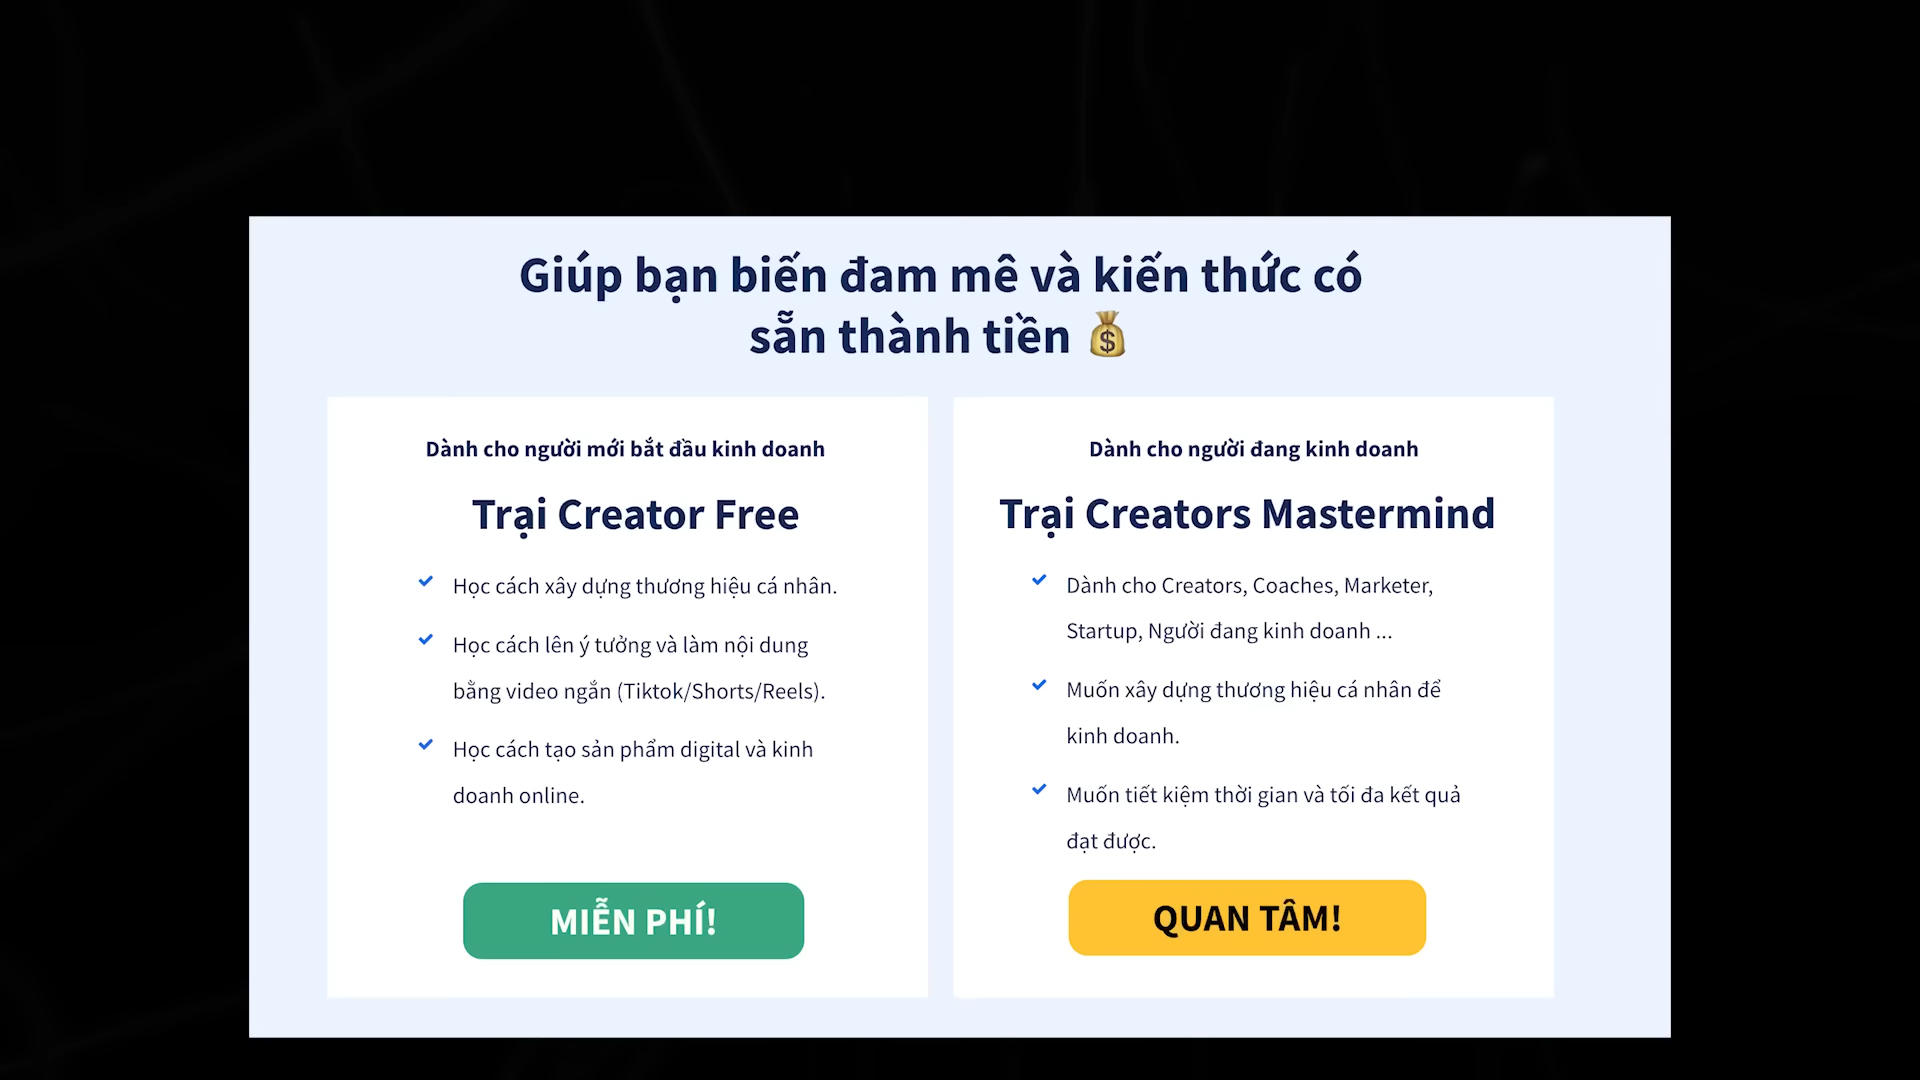 Giúp bạn biến đam mê và kiến thức có
sẵn thành tiền
Dành cho người mới bắt đầu kinh doanh
Trại Creator Free
Học cách xây dựng thương hiệu cá nhân.
Học cách lên ý tưởng và làm nội dung
bằng video ngắn (Tiktok/Shorts/Reels).
Học cách tạo sản phẩm digital và kinh
doanh online.
MIỄN PHÍ!
Dành cho người đang kinh doanh
Trại Creators Mastermind
Dành cho Creators, Coaches, Marketer,
Startup, Người đang kinh doanh ...
Muốn xây dựng thương hiệu cá nhân để
kinh doanh.
Muốn tiết kiệm thời gian và tối đa kết quả
đạt được.
QUAN TÂM!